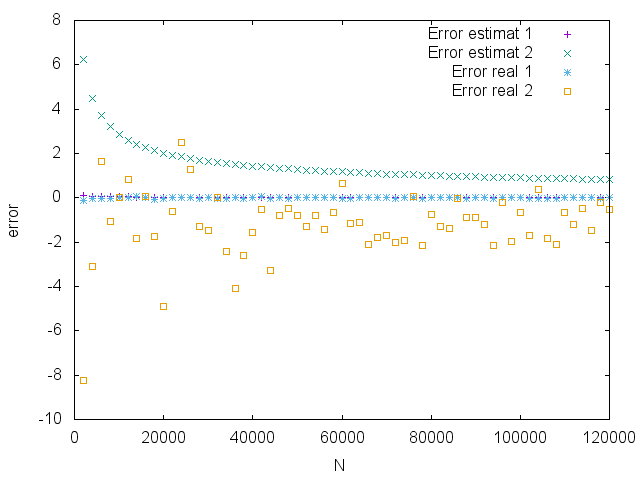 8
6
4
2
0
-2
-4
-6
-8
-10
error
Error estimat 1
Error estimat 2
Error real 1
Error real 2
0 20000 40000 60000 80000 100000 120000
N